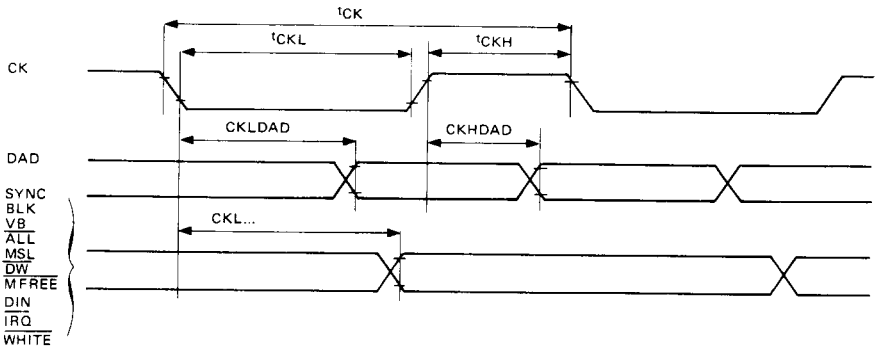 tCK
tCKL
tCKH
CK
CKLDAD
CKHDAD
DAD
SYNC
BLK
VB
ALL
CKL...
MSL
DW
MFREE
DIN
IRQ
WHITE